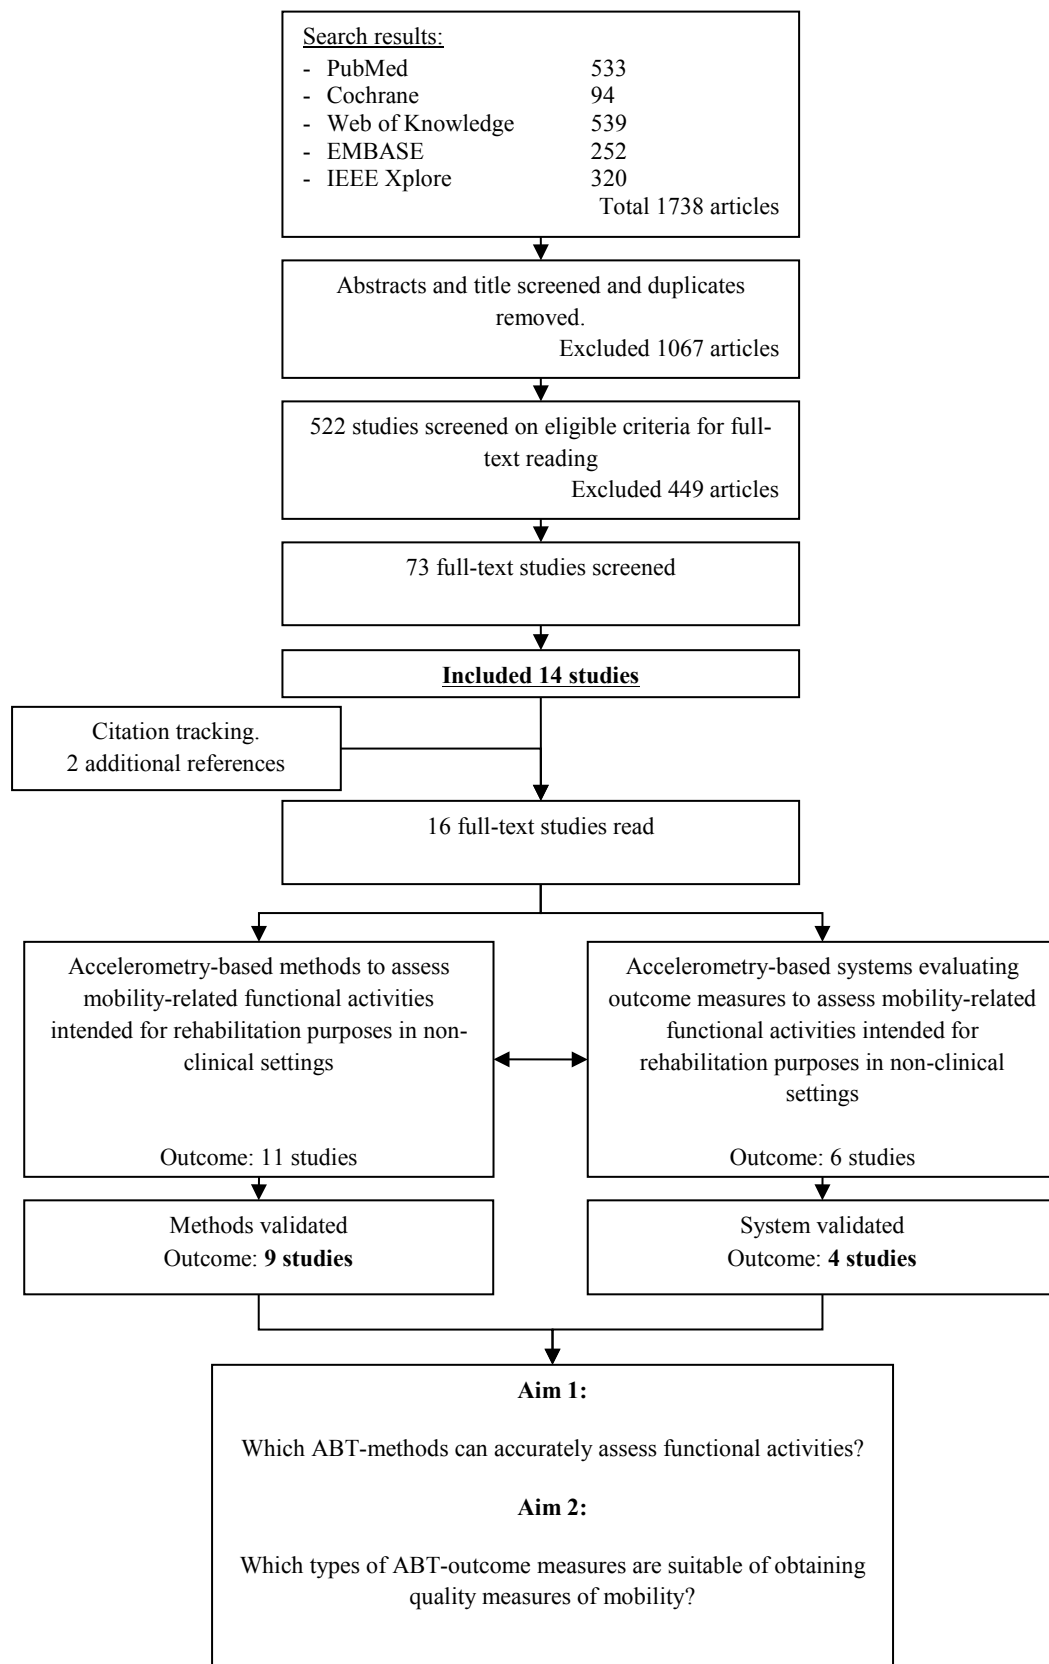 Search results:
- PubMed 533
- Cochrane 94
- Web of Knowledge 539
- EMBASE 252
- IEEE Xplore 320
Total 1738 articles
Abstracts and title screened and duplicates
removed.
Excluded 1067 articles
522 studies screened on eligible criteria for full-
text reading
Excluded 449 articles
73 full-text studies screened
Included 14 studies
Citation tracking.
2 additional references
16 full-text studies read
Accelerometry-based methods to assess
mobility-related functional activities
intended for rehabilitation purposes in non-
clinical settings
Outcome: 11 studies
Accelerometry-based systems evaluating
outcome measures to assess mobility-related
functional activities intended for
rehabilitation purposes in non-clinical
settings
Outcome: 6 studies
Methods validated
Outcome: 9 studies
System validated
Outcome: 4 studies
Aim 1:
Which ABT-methods can accurately assess functional activities?
Aim 2:
Which types of ABT-outcome measures are suitable of obtaining
quality measures of mobility?